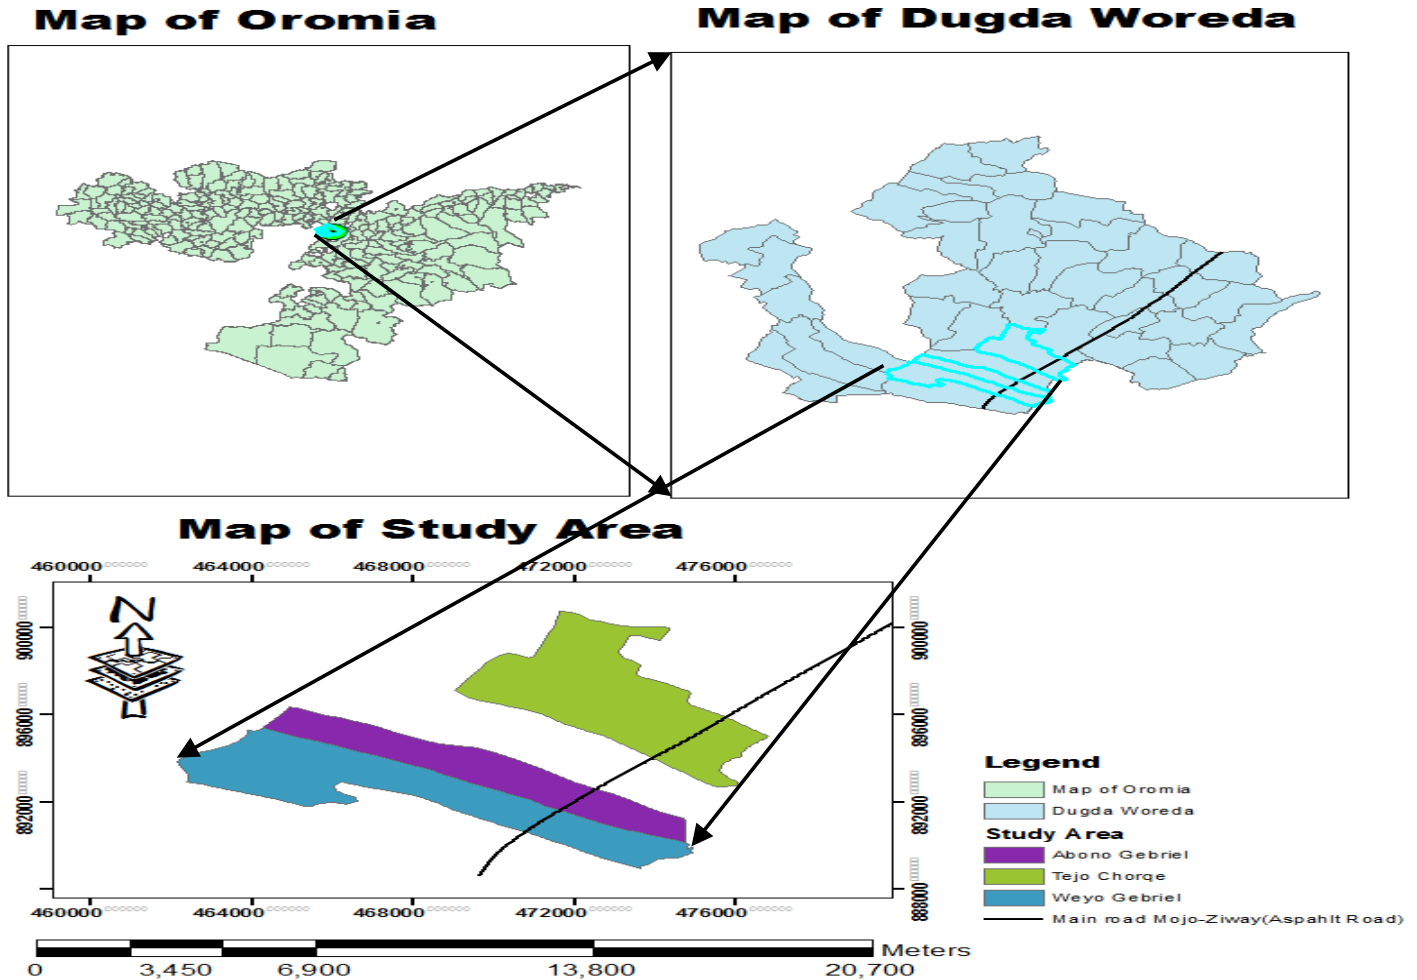 Map of Oromia
Map of Dugda Woreda
Map of Study Area
460000 464000 468000 472000 476000
N
900000
896000
892000
900000
896000
892000
888000
460000 464000 468000 472000 476000
Legend
Map of Oromia
Dugda Woreda
Study Area
Abono Gebriel
Tejo Chorqe
Weyo Gebriel
Main road Mojo-Ziway(Aspahlt Road)
Meters
0 3,450 6,900 13,800 20,700